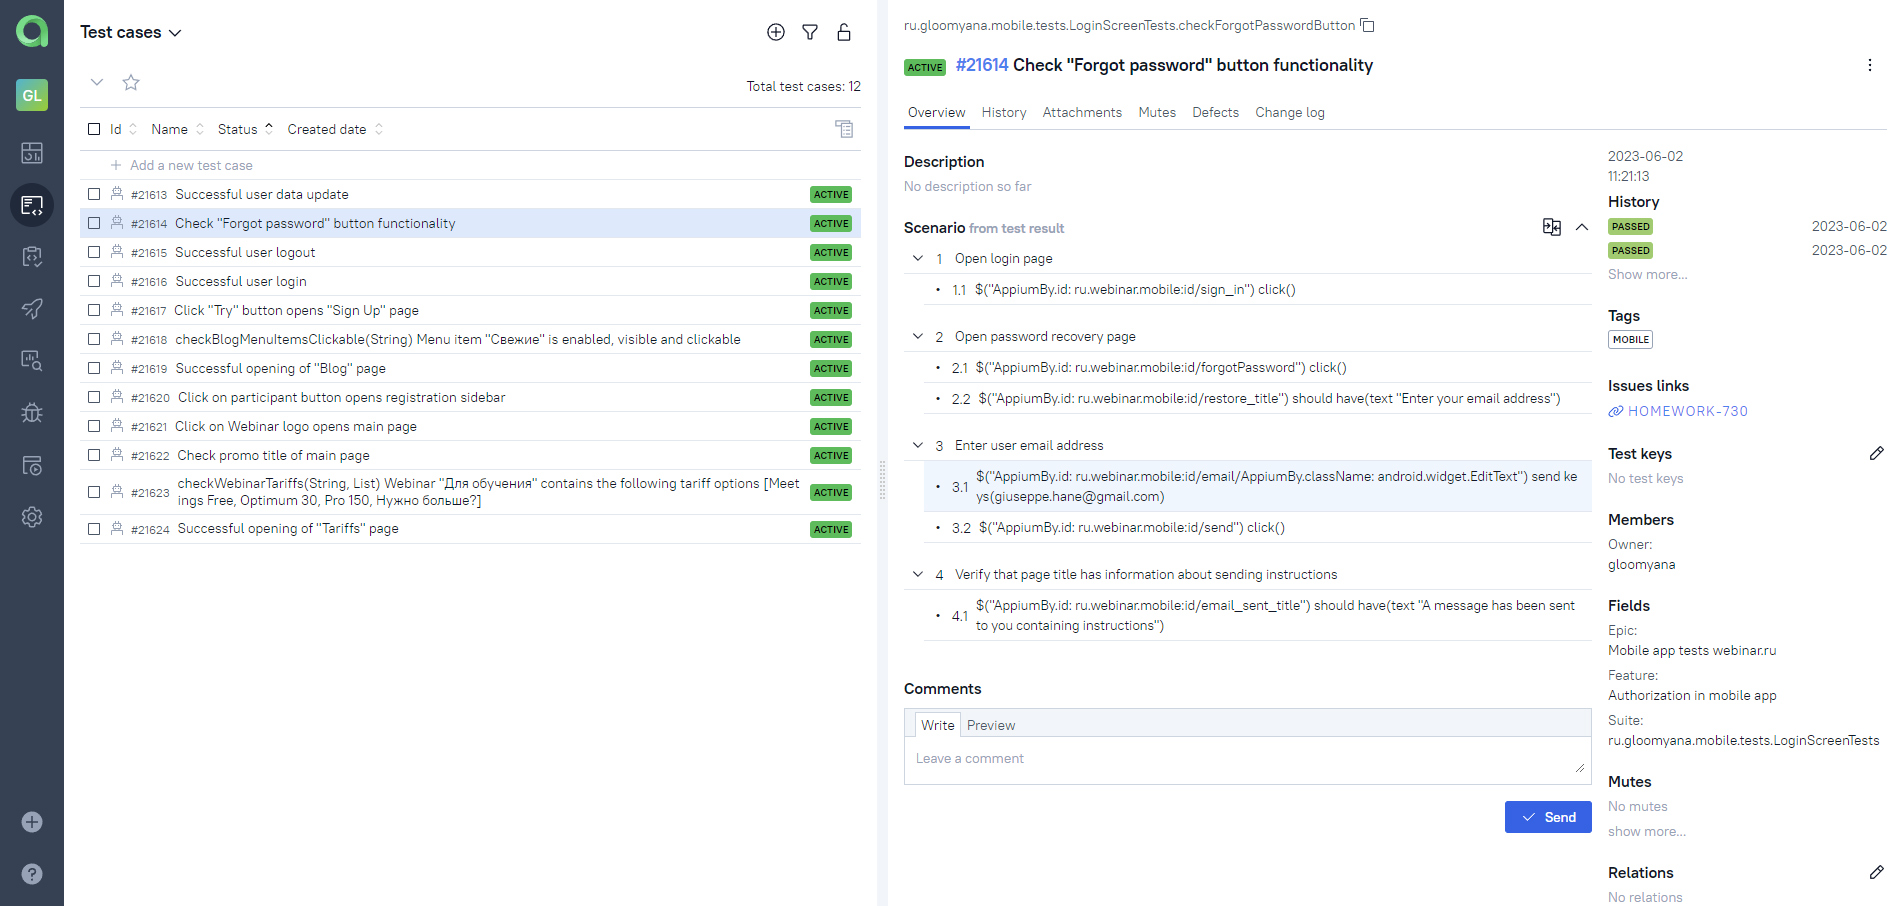 GL
Test cases
Total test cases: 12
Id Name Status Created date
Add a new test case
#21613 Successful user data update ACTIVE
#21614 Check "Forgot password" button functionality ACTIVE
#21615 Successful user logout ACTIVE
#21616 Successful user login ACTIVE
#21617 Click "Try" button opens "Sign Up" page ACTIVE
#21618 checkBlogMenuItemsClickable(String) Menu item "Свежие" is enabled, visible and clickable ACTIVE
#21619 Successful opening of "Blog" page ACTIVE
#21620 Click on participant button opens registration sidebar ACTIVE
#21621 Click on Webinar logo opens main page ACTIVE
#21622 Check promo title of main page ACTIVE
#21623 checkWebinarTariffs(String, List) Webinar "Для обучения" contains the following tariff options [Meet
ings Free, Optimum 30, Pro 150, Нужно больше?] ACTIVE
#21624 Successful opening of "Tariffs" page ACTIVE
ru.gloomyana.mobile.tests.LoginScreenTests.checkForgotPasswordButton
ACTIVE #21614 Check "Forgot password" button functionality
Overview History Attachments Mutes Defects Change log
Description
No description so far
Scenario from test result
1 Open login page
1.1 $("AppiumBy.id: ru.webinar.mobile:id/sign_in") click()
2 Open password recovery page
2.1 $("AppiumBy.id: ru.webinar.mobile:id/forgotPassword") click()
2.2 $("AppiumBy.id: ru.webinar.mobile:id/restore_title") should have(text "Enter your email address")
3 Enter user email address
3.1 $("AppiumBy.id: ru.webinar.mobile:id/email/AppiumBy.className: android.widget.EditText") send ke
ys(giuseppe.hane@gmail.com)
3.2 $("AppiumBy.id: ru.webinar.mobile:id/send") click()
4 Verify that page title has information about sending instructions
4.1 $("AppiumBy.id: ru.webinar.mobile:id/email_sent_title") should have(text "A message has been sent
to you containing instructions")
Comments
Write Preview
Leave a comment
Send
2023-06-02
11:21:13
History
PASSED 2023-06-02
PASSED 2023-06-02
Show more...
Tags
MOBILE
Issues links
HOMEWORK-730
Test keys
No test keys
Members
Owner:
gloomyana
Fields
Epic:
Mobile app tests webinar.ru
Feature:
Authorization in mobile app
Suite:
ru.gloomyana.mobile.tests.LoginScreenTests
Mutes
No mutes
show more...
Relations
No relations